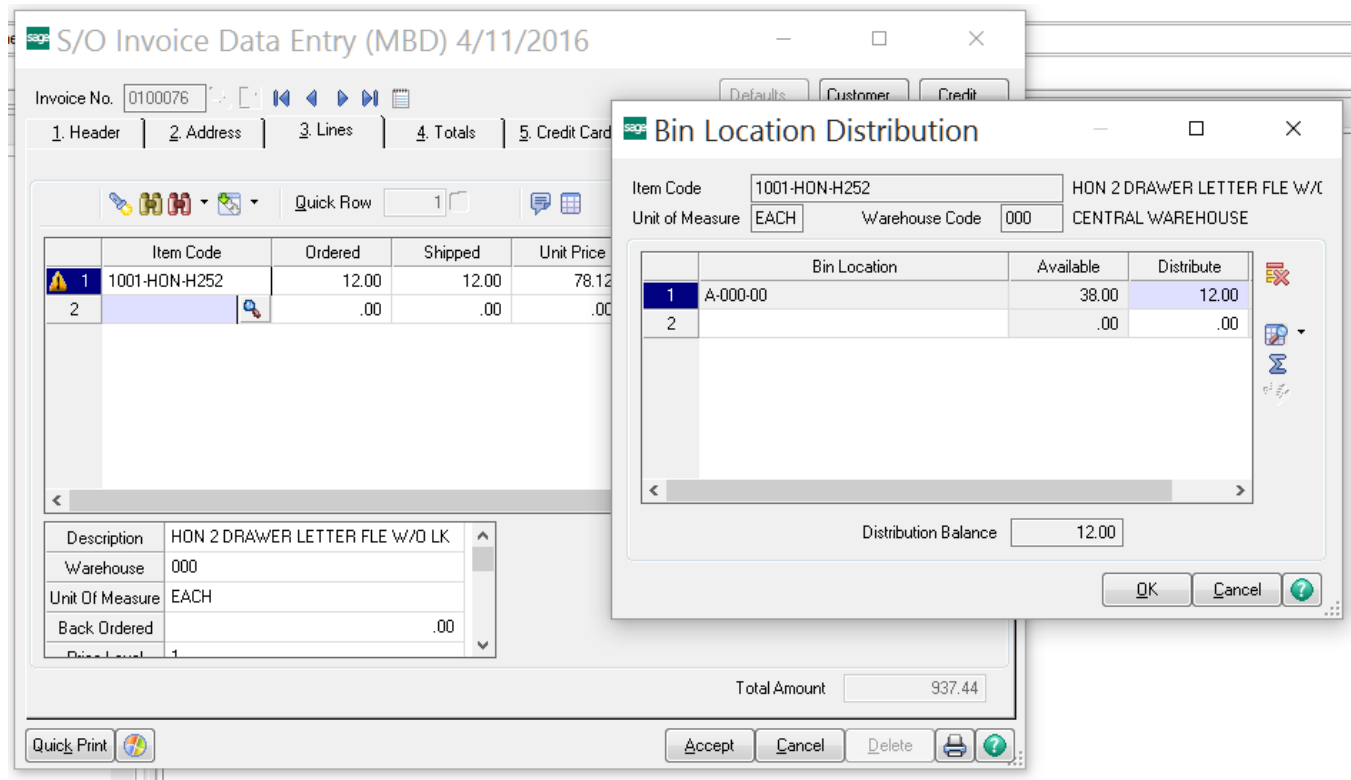 sage S/O Invoice Data Entry (MBD) 4/11/2016
Invoice No. 0100076
Defaults Customer Credit
1. Header 2. Address 3. Lines 4. Totals 5. Credit Card
Quick Row 1
Item Code Ordered Shipped Unit Price
1 1001-HON-H252 12.00 12.00 78.12
2 .00 .00 .00
Description HON 2 DRAWER LETTER FLE W/O LK
Warehouse 000
Unit Of Measure EACH
Back Ordered .00
Price Level 1
Total Amount 937.44
Quick Print Accept Cancel Delete
sage Bin Location Distribution
Item Code 1001-HON-H252 HON 2 DRAWER LETTER FLE W/O
Unit of Measure EACH Warehouse Code 000 CENTRAL WAREHOUSE
Bin Location Available Distribute
1 A-000-00 38.00 12.00
2 .00 .00
Distribution Balance 12.00
OK Cancel